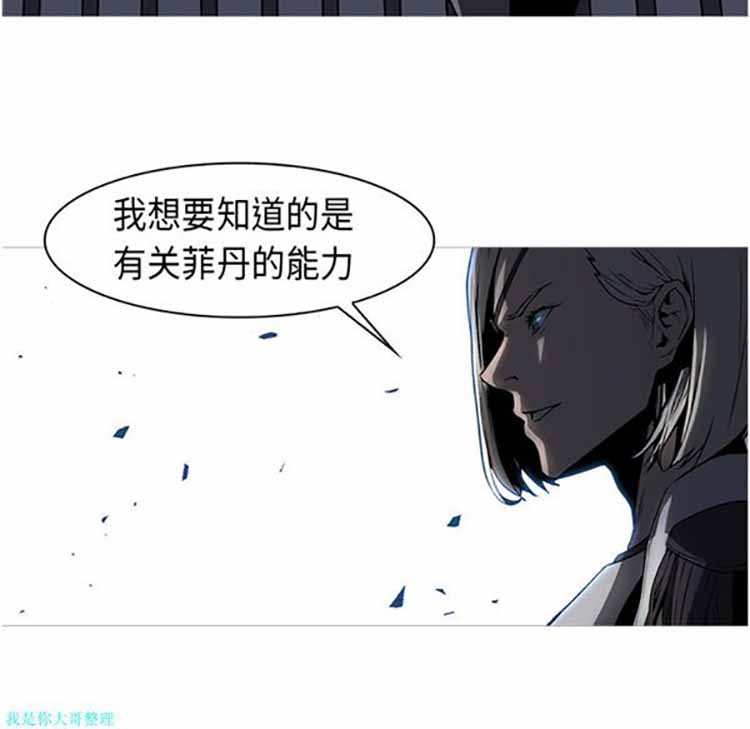 我想要知道的是
有关菲丹的能力
我是你大哥整理